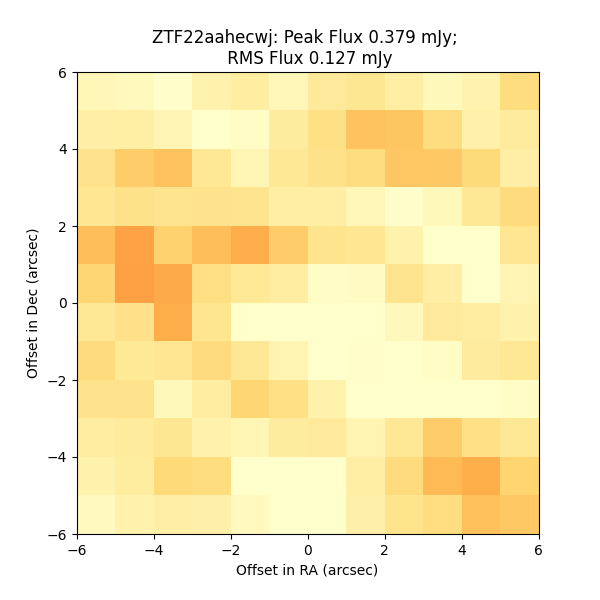 ZTF22aahecwj: Peak Flux 0.379 mJy;
RMS Flux 0.127 mJy
6
4
2
0
−2
−4
−6
Offset in Dec (arcsec)
−6 −4 −2 0 2 4 6
Offset in RA (arcsec)